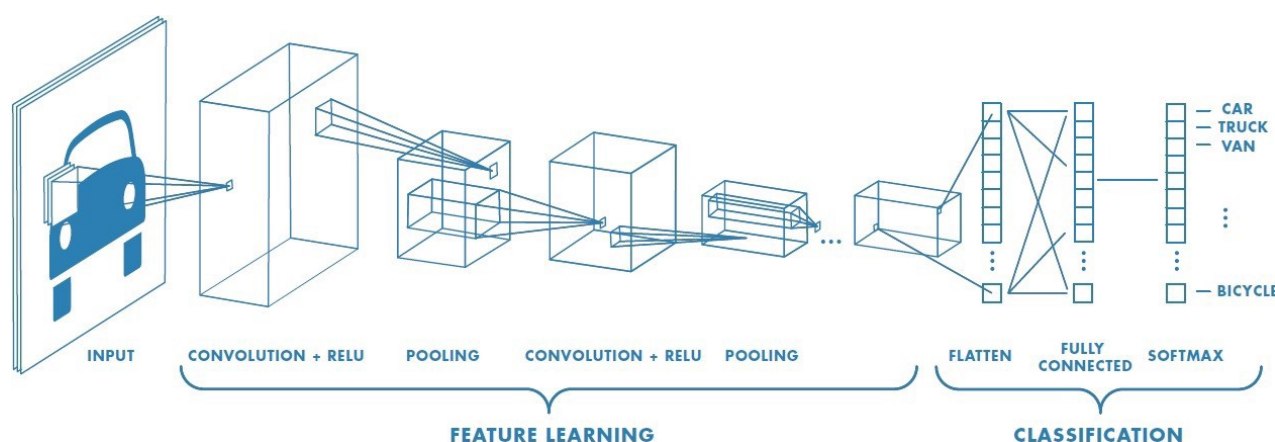 CAR
TRUCK
VAN
BICYCLE
INPUT
CONVOLUTION + RELU
POOLING
CONVOLUTION + RELU
POOLING
FLATTEN
FULLY
CONNECTED
SOFTMAX
FEATURE LEARNING
CLASSIFICATION